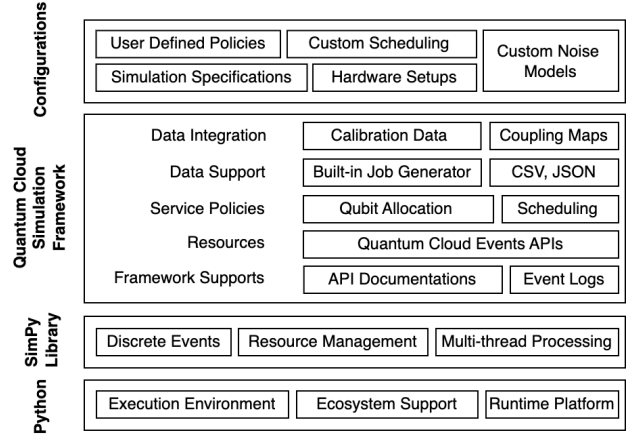 Configurations
User Defined Policies
Custom Scheduling
Custom Noise
Models
Simulation Specifications
Hardware Setups
Quantum Cloud
Simulation
Framework
Data Integration
Calibration Data
Coupling Maps
Data Support
Built-in Job Generator
CSV, JSON
Service Policies
Qubit Allocation
Scheduling
Resources
Quantum Cloud Events APIs
Framework Supports
API Documentations
Event Logs
SimPy
Library
Discrete Events
Resource Management
Multi-thread Processing
Python
Execution Environment
Ecosystem Support
Runtime Platform